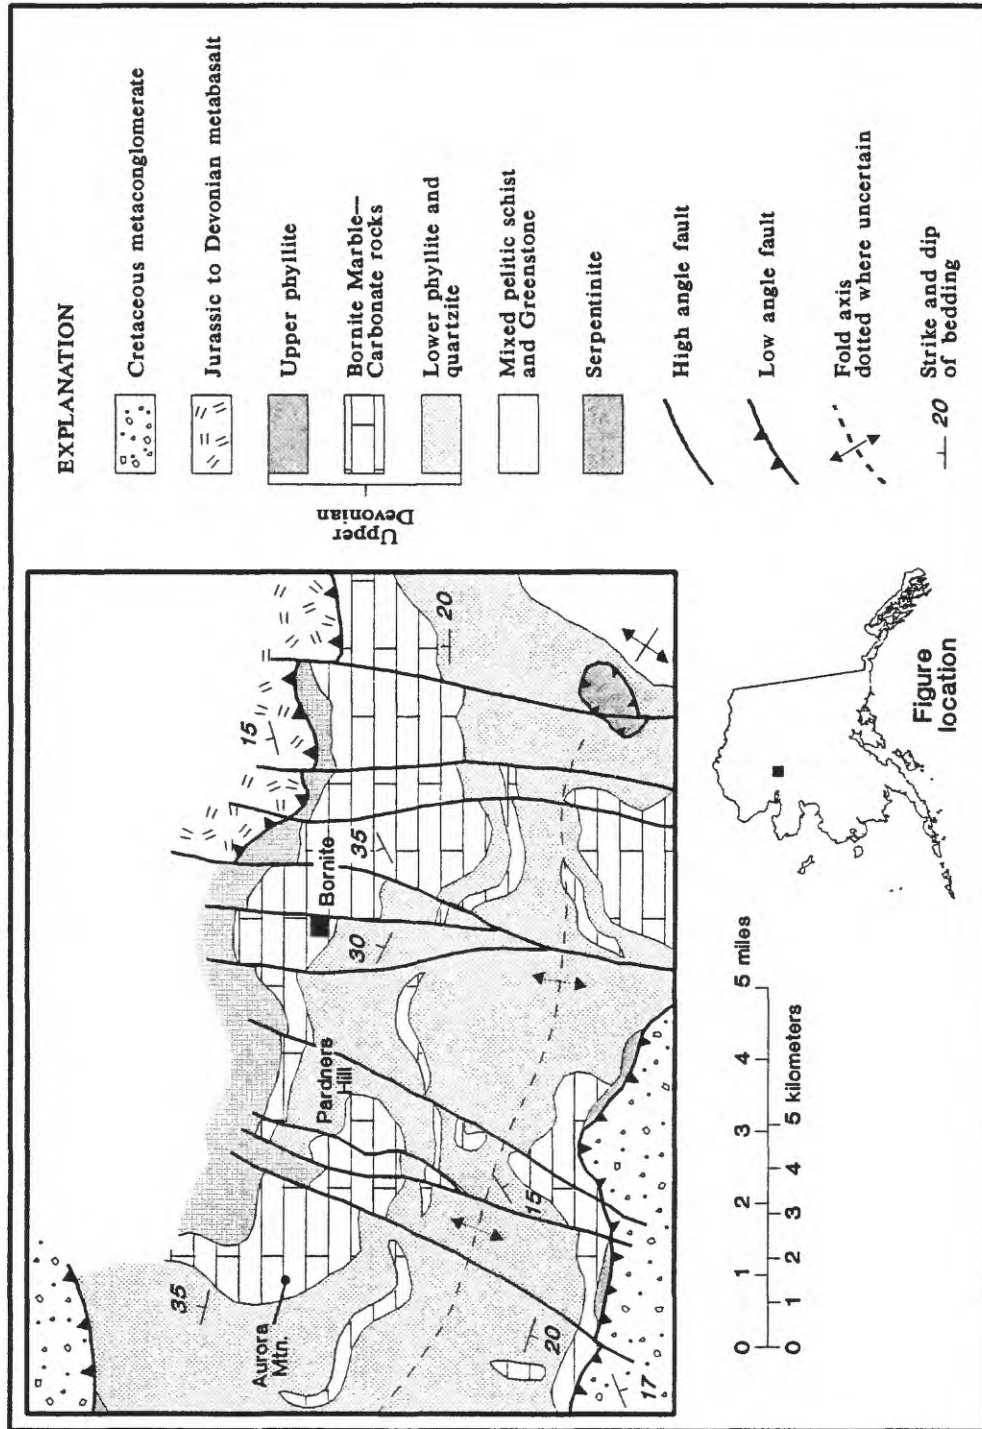 EXPLANATION
Cretaceous metaconglomerate
Jurassic to Devonian metabasalt
Upper phyllite
Bornite Marble—
Carbonate rocks
Lower phyllite and
quartzite
Mixed pelitic schist
and Greenstone
Serpentinite
Upper
Devonian
High angle fault
Low angle fault
Fold axis
dotted where uncertain
20
Strike and dip
of bedding
35
Aurora
Mtn.
Pardners
Hill
30
Bornite
35
15
20
15
20
17
0 1 2 3 4 5 miles
0 1 2 3 4 5 kilometers
Figure
location